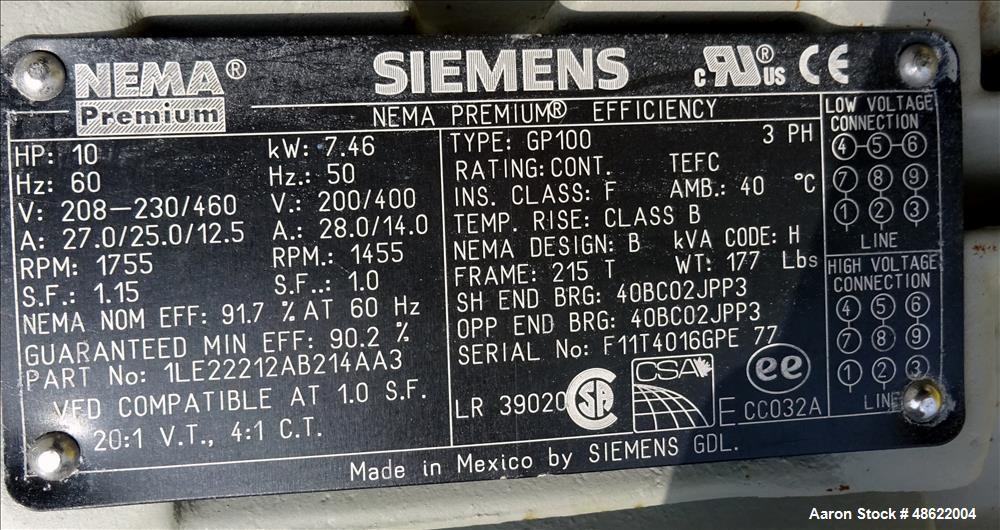 NEMA®
Premium
SIEMENS
c UR® US CE
NEMA PREMIUM® EFFICIENCY
HP: 10 kW: 7.46
Hz: 60 Hz.: 50
V: 208-230/460 V.: 200/400
A: 27.0/25.0/12.5 A.: 28.0/14.0
RPM: 1755 RPM.: 1455
S.F.: 1.15 S.F..: 1.0
NEMA NOM EFF: 91.7 % AT 60 Hz
GUARANTEED MIN EFF: 90.2 %
PART No: 1LE22212AB214AA3
VFD COMPATIBLE AT 1.0 S.F.
20:1 V.T., 4:1 C.T.
TYPE: GP100 3 PH
RATING: CONT. TEFC
INS. CLASS: F AMB.: 40 °C
TEMP. RISE: CLASS B
NEMA DESIGN: B kVA CODE: H
FRAME: 215 T WT: 177 Lbs
SH END BRG: 40BC02JPP3
OPP END BRG: 40BC02JPP3
SERIAL No: F11T4016GPE 77
LR 39020 CSA CSA ee
E CC032A
LOW VOLTAGE
CONNECTION
4-5-6
7 8 9
1 2 3
LINE
HIGH VOLTAGE
CONNECTION
4 5 6
7 8 9
1 2 3
LINE
Made in Mexico by SIEMENS GDL.
Aaron Stock # 48622004